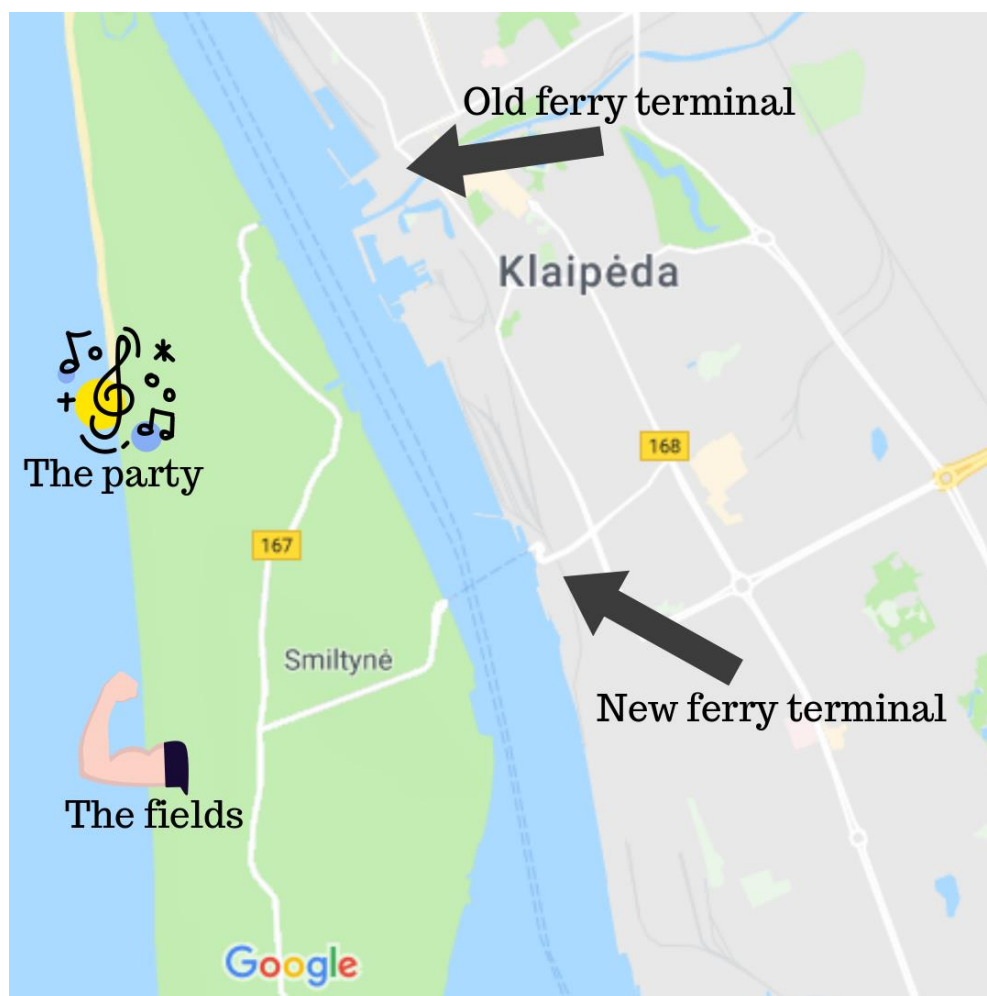 Old ferry terminal
Klaipėda
The party
168
167
Smiltynė
New ferry terminal
The fields
Google